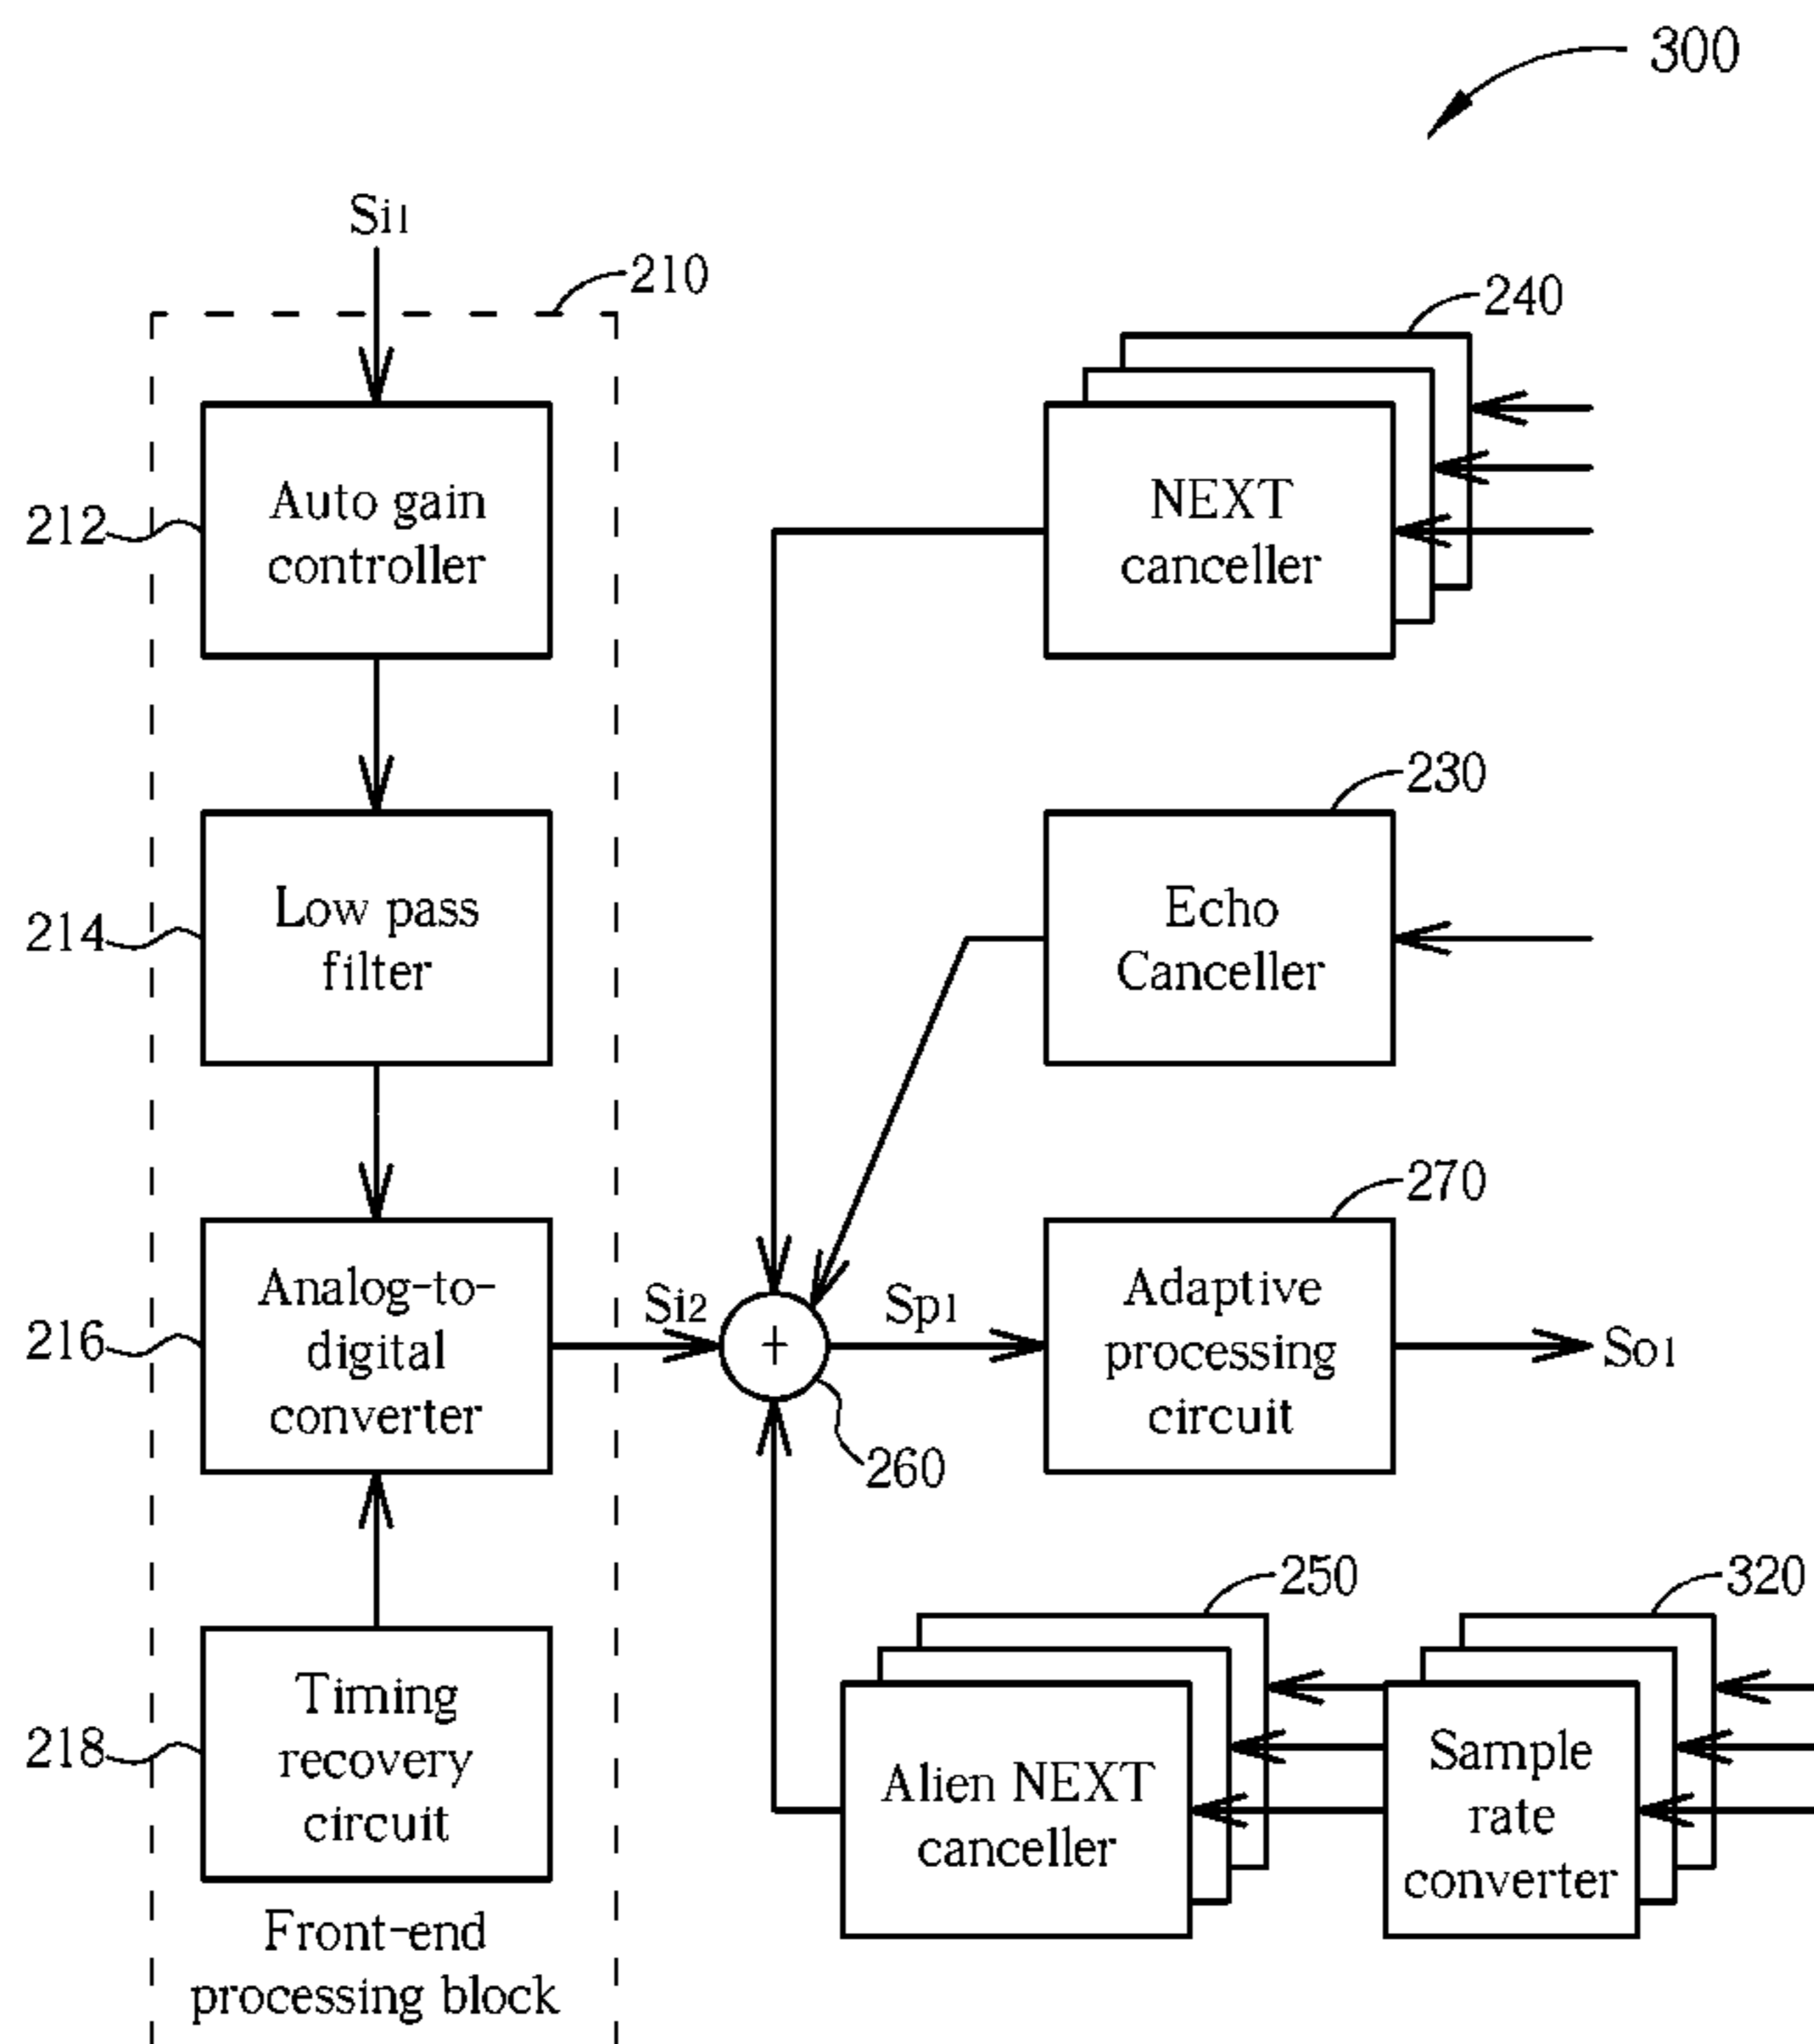 300
Si1
210
240
212
Auto gain
controller
NEXT
canceller
230
214
Low pass
filter
Echo
Canceller
270
216
Analog-to-
digital
converter
Si2
+
Sp1
Adaptive
processing
circuit
So1
260
250
320
218
Timing
recovery
circuit
Alien NEXT
canceller
Sample
rate
converter
Front-end
processing block